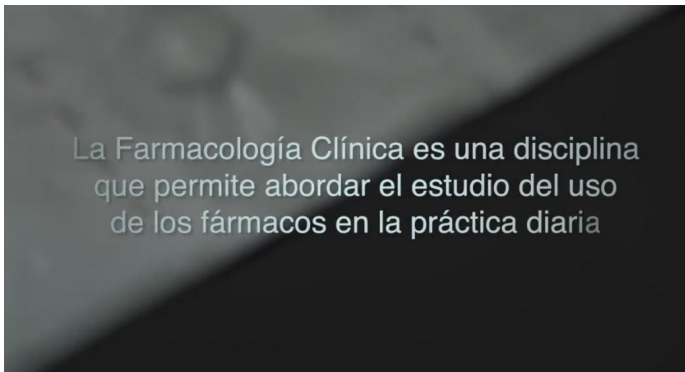 La Farmacología Clínica es una disciplina
que permite abordar el estudio del uso
de los fármacos en la práctica diaria